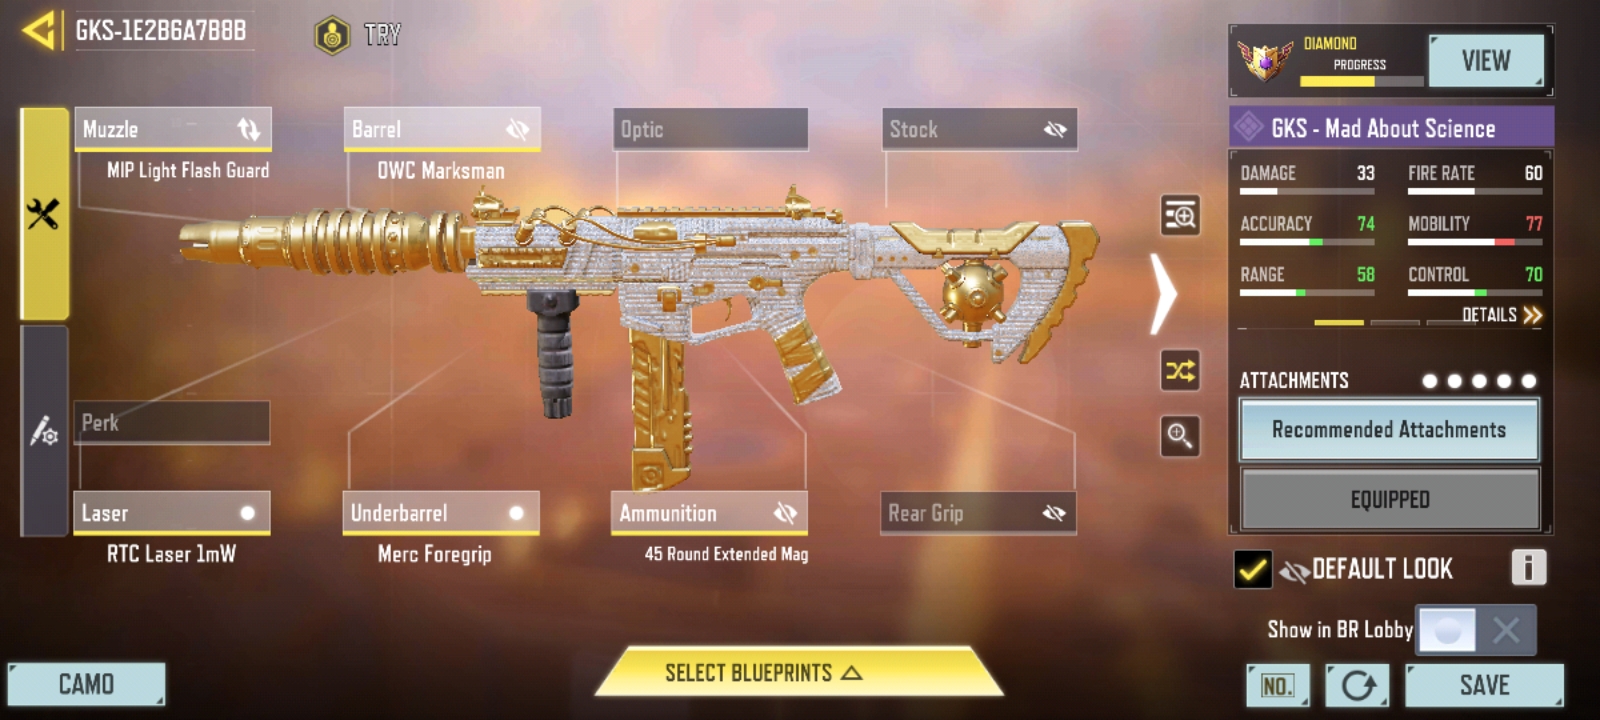 GKS-1E2B6A7B8B
TRY
DIAMOND
PROGRESS
VIEW
Muzzle
MIP Light Flash Guard
Barrel
OWC Marksman
Optic
Stock
GKS - Mad About Science
DAMAGE 33
FIRE RATE 60
ACCURACY 74
MOBILITY 77
RANGE 58
CONTROL 70
DETAILS
ATTACHMENTS
Recommended Attachments
EQUIPPED
Perk
Laser
RTC Laser 1mW
Underbarrel
Merc Foregrip
Ammunition
45 Round Extended Mag
Rear Grip
DEFAULT LOOK
i
Show in BR Lobby
CAMO
SELECT BLUEPRINTS
NO.
SAVE